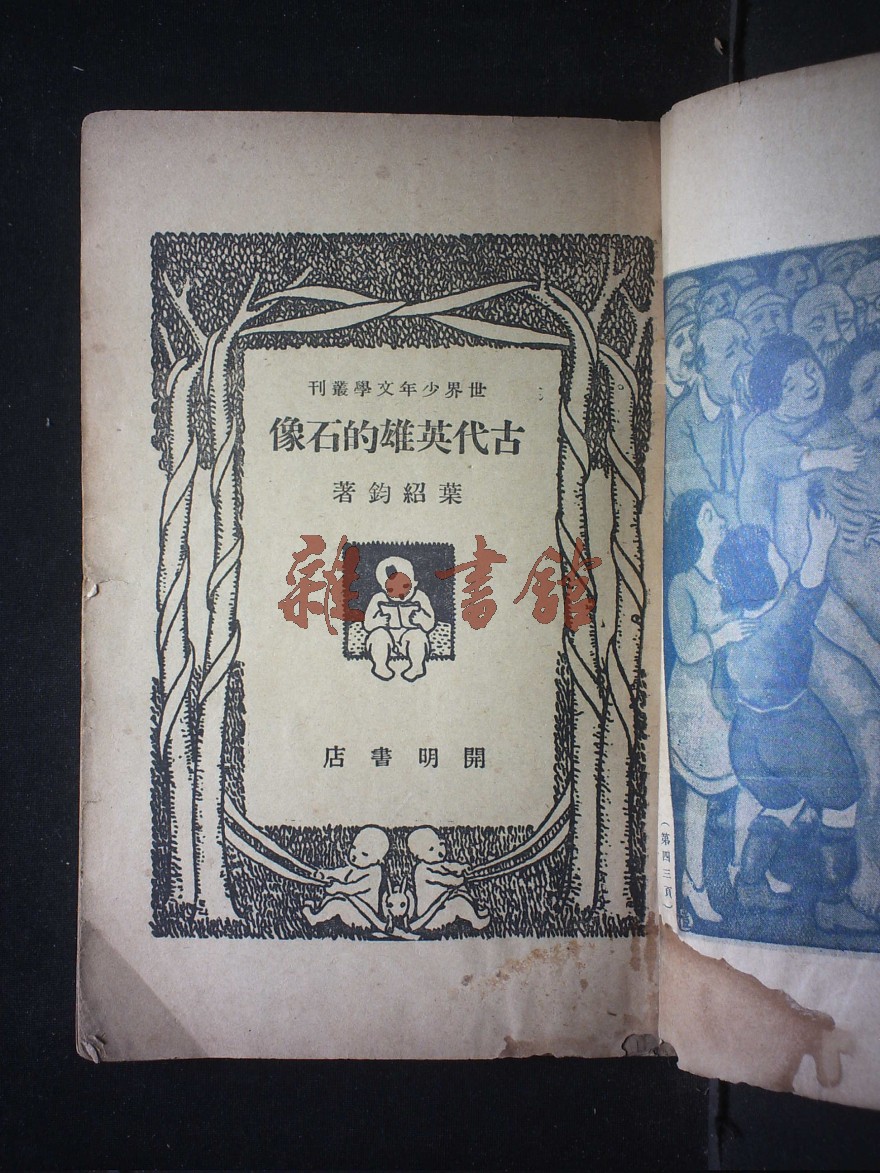 世界少年文學叢刊
古代英雄的石像
葉紹鈞著
雜·書館
開明書店
（第四三頁）